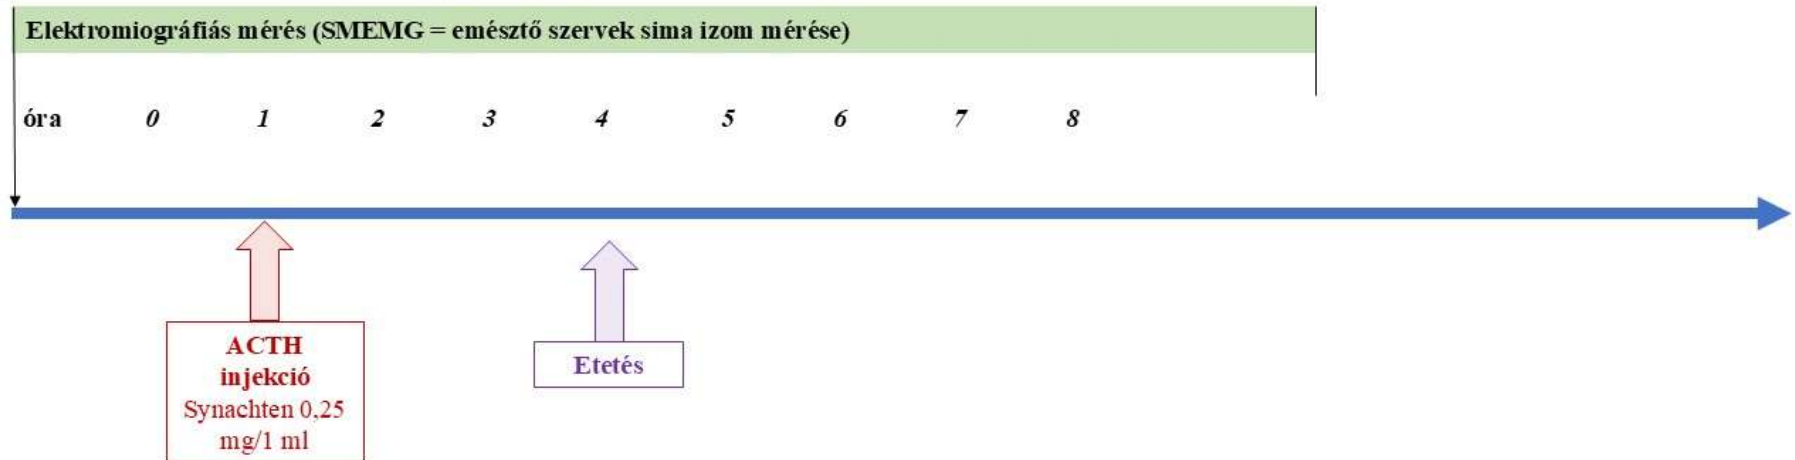 Elektromiográfiás mérés (SMEMG = emésztő szervek sima izom mérése)
óra 0 1 2 3 4 5 6 7 8
ACTH
injekció
Synachten 0,25
mg/1 ml
Etetés